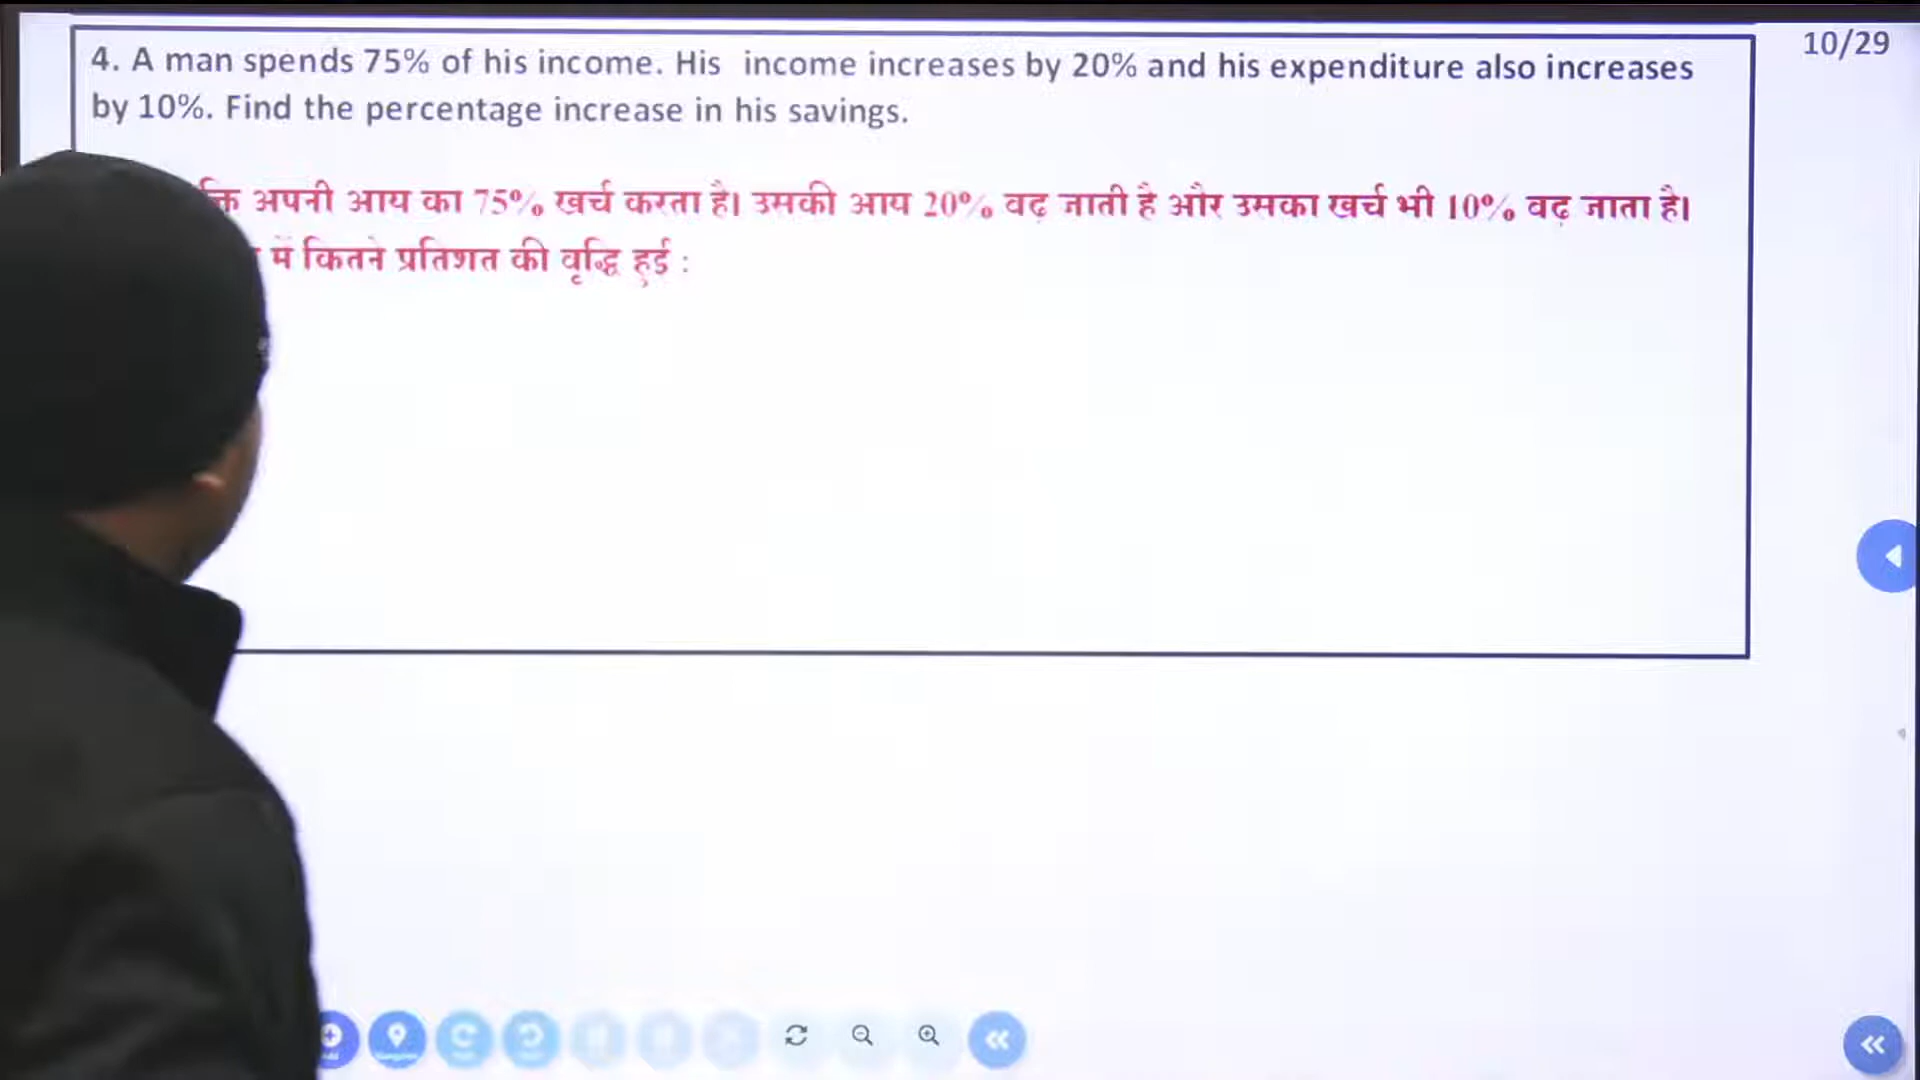 10/29
4. A man spends 75% of his income. His income increases by 20% and his expenditure also increases
by 10%. Find the percentage increase in his savings.
अपनी आय का 75% खर्च करता है। उसकी आय 20% बढ़ जाती है और उसका खर्च भी 10% बढ़ जाता है।
में कितने प्रतिशत की वृद्धि हुई :